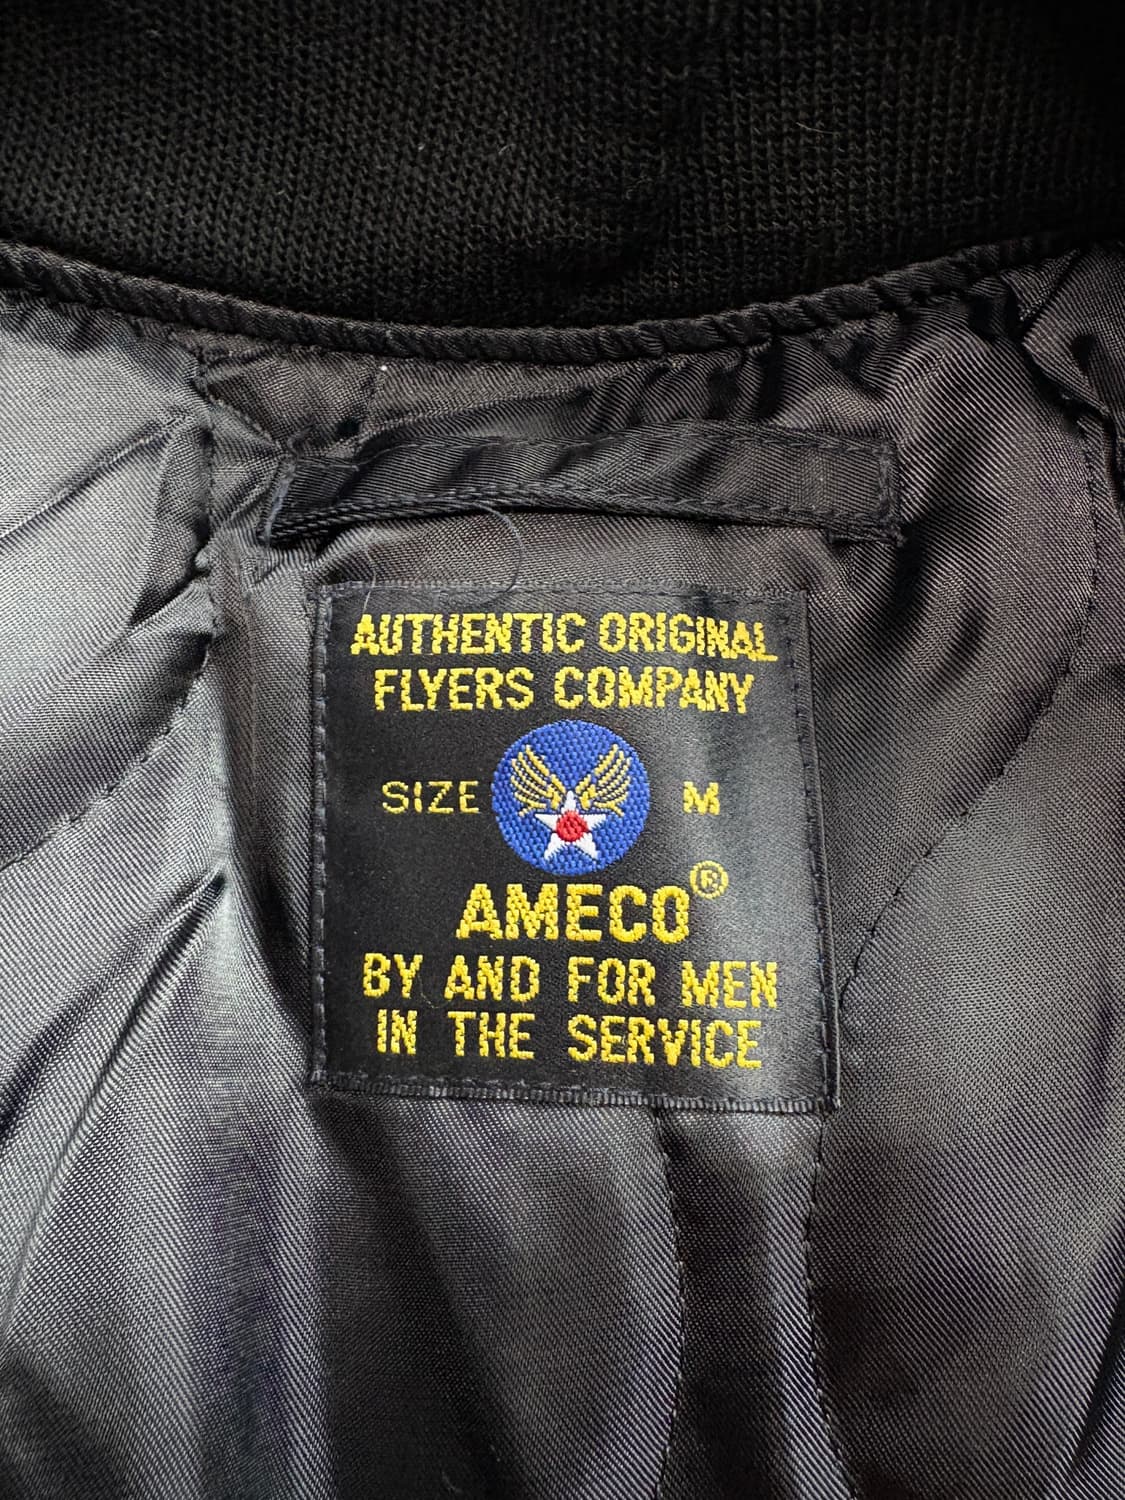 AUTHENTIC ORIGINAL
FLYERS COMPANY
SIZE M
AMECO®
BY AND FOR MEN
IN THE SERVICE